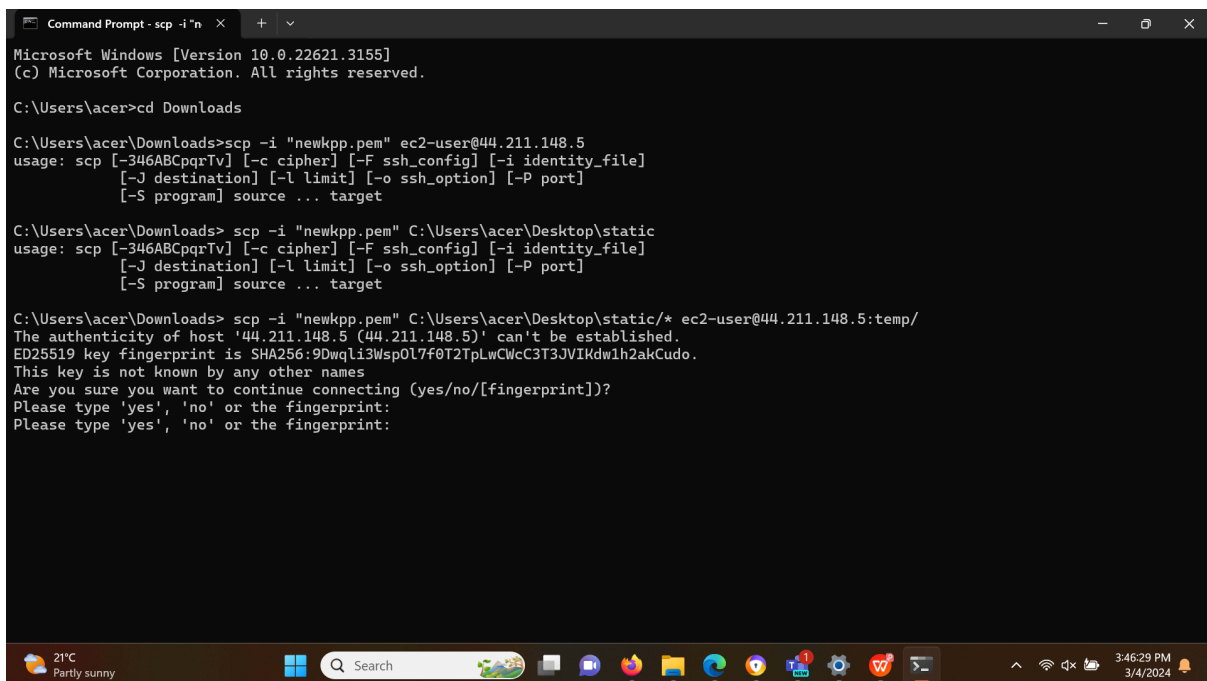 Command Prompt - scp -i "n
Microsoft Windows [Version 10.0.22621.3155]
(c) Microsoft Corporation. All rights reserved.
C:\Users\acer>cd Downloads
C:\Users\acer\Downloads>scp -i "newkpp.pem" ec2-user@44.211.148.5
usage: scp [-346ABCpqrTv] [-c cipher] [-F ssh_config] [-i identity_file]
[-J destination] [-l limit] [-o ssh_option] [-P port]
[-S program] source ... target
C:\Users\acer\Downloads> scp -i "newkpp.pem" C:\Users\acer\Desktop\static
usage: scp [-346ABCpqrTv] [-c cipher] [-F ssh_config] [-i identity_file]
[-J destination] [-l limit] [-o ssh_option] [-P port]
[-S program] source ... target
C:\Users\acer\Downloads> scp -i "newkpp.pem" C:\Users\acer\Desktop\static/* ec2-user@44.211.148.5:temp/
The authenticity of host '44.211.148.5 (44.211.148.5)' can't be established.
ED25519 key fingerprint is SHA256:9Dwqli3WspOl7f0T2TpLwCWcC3T3JVIKdw1h2akCudo.
This key is not known by any other names
Are you sure you want to continue connecting (yes/no/[fingerprint])?
Please type 'yes', 'no' or the fingerprint:
Please type 'yes', 'no' or the fingerprint:
21°C
Partly sunny
Search
1
NEW
3:46:29 PM
3/4/2024